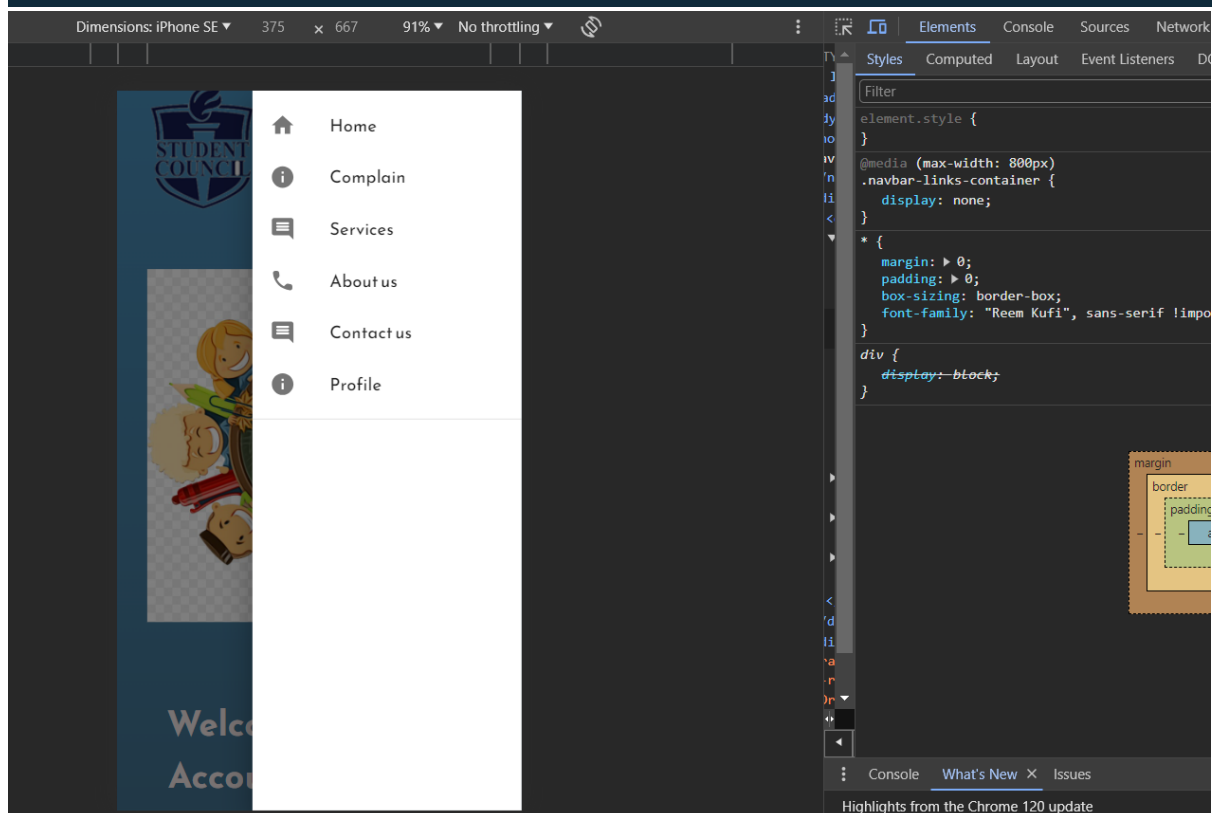 Dimensions: iPhone SE ▼ 375 × 667 91% ▼ No throttling ▼
Elements Console Sources Network
Styles Computed Layout Event Listeners
Filter
element.style {
}
@media (max-width: 800px)
.navbar-links-container {
display: none;
}
* {
margin: ▶ 0;
padding: ▶ 0;
box-sizing: border-box;
font-family: "Reem Kufi", sans-serif !impo
}
div {
display: block;
}
margin
border
padding
STUDENT
COUNCIL
Home
Complain
Services
About us
Contact us
Profile
Welco
Accou
Console What's New × Issues
Highlights from the Chrome 120 update